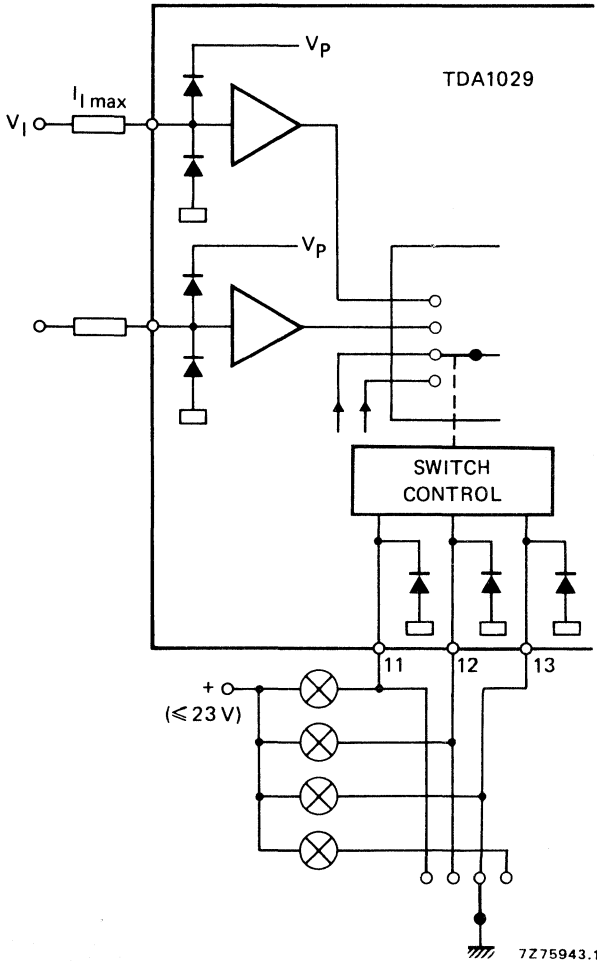 V_P
TDA1029
I_I max
V_I
V_P
SWITCH
CONTROL
11
12
13
+
(≤ 23 V)
7Z75943.1